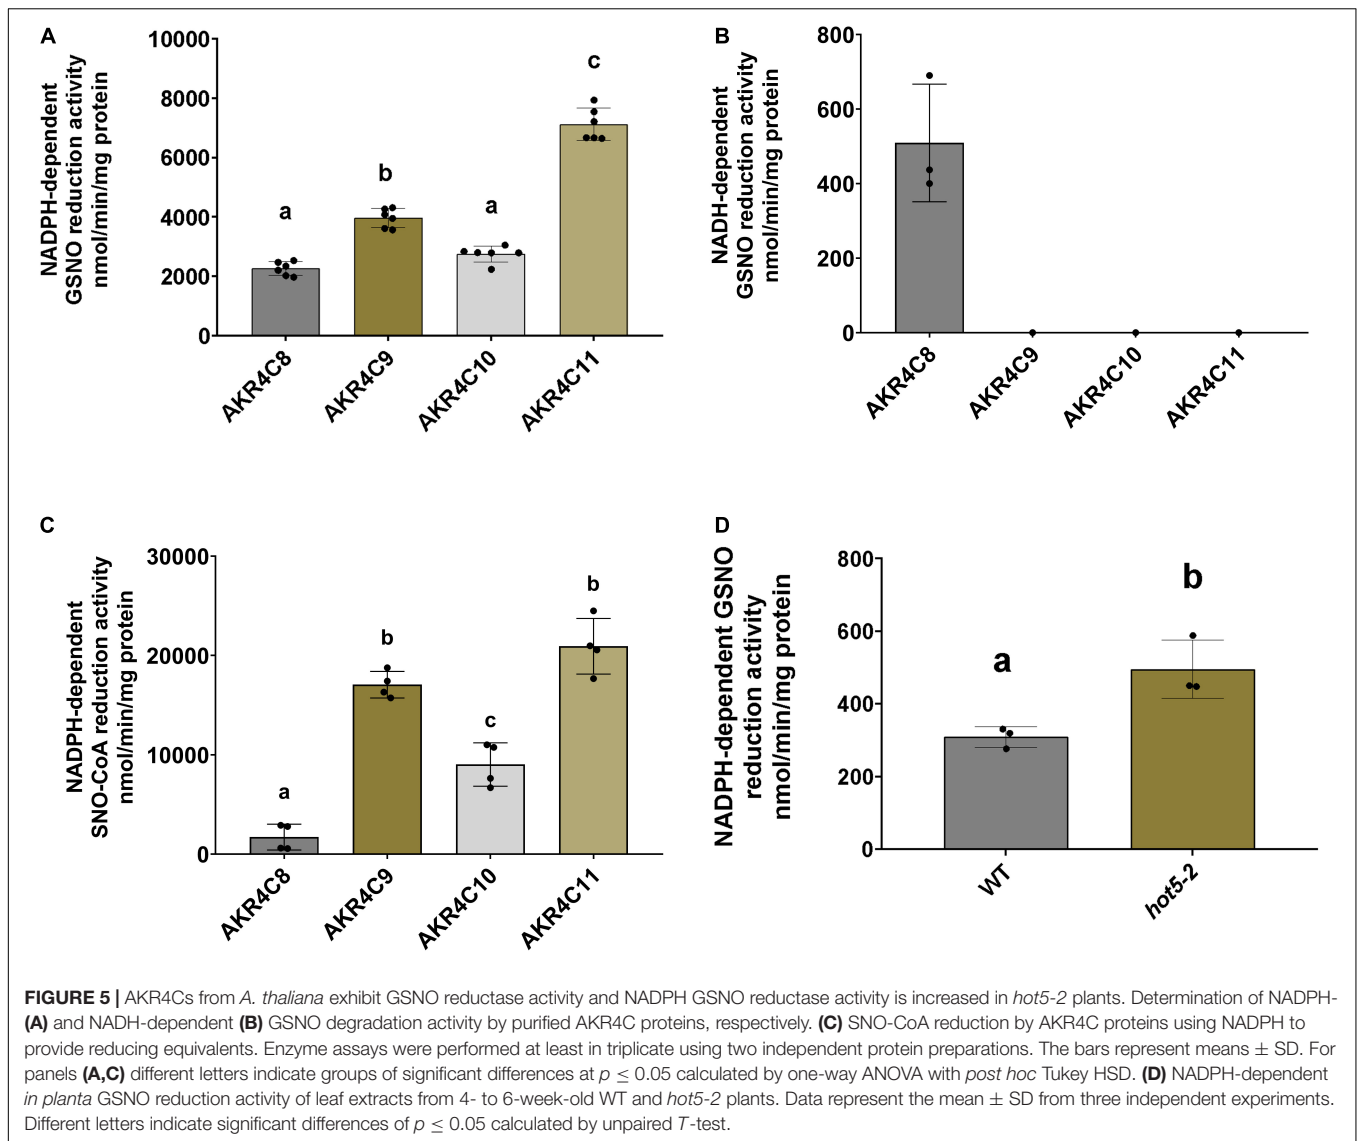 A
NADPH-dependent
GSNO reduction activity
nmol/min/mg protein
10000
8000
6000
4000
2000
0
a
b
a
c
AKR4C8
AKR4C9
AKR4C10
AKR4C11
B
NADH-dependent
GSNO reduction activity
nmol/min/mg protein
800
600
400
200
0
AKR4C8
AKR4C9
AKR4C10
AKR4C11
C
NADPH-dependent
SNO-CoA reduction activity
nmol/min/mg protein
30000
20000
10000
0
a
b
c
b
AKR4C8
AKR4C9
AKR4C10
AKR4C11
D
NADPH-dependent GSNO
reduction activity
nmol/min/mg protein
800
600
400
200
0
a
b
WT
hot5-2
FIGURE 5 | AKR4Cs from A. thaliana exhibit GSNO reductase activity and NADPH GSNO reductase activity is increased in hot5-2 plants. Determination of NADPH-
(A) and NADH-dependent (B) GSNO degradation activity by purified AKR4C proteins, respectively. (C) SNO-CoA reduction by AKR4C proteins using NADPH to
provide reducing equivalents. Enzyme assays were performed at least in triplicate using two independent protein preparations. The bars represent means ± SD. For
panels (A,C) different letters indicate groups of significant differences at p ≤ 0.05 calculated by one-way ANOVA with post hoc Tukey HSD. (D) NADPH-dependent
in planta GSNO reduction activity of leaf extracts from 4- to 6-week-old WT and hot5-2 plants. Data represent the mean ± SD from three independent experiments.
Different letters indicate significant differences of p ≤ 0.05 calculated by unpaired T-test.